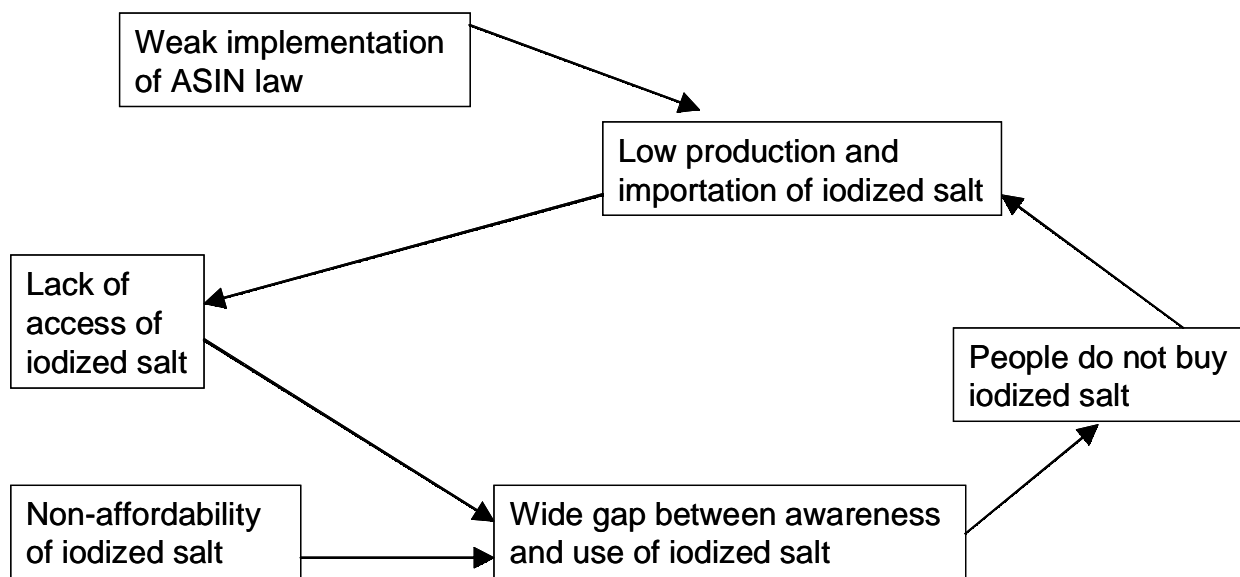 Weak implementation
of ASIN law
Low production and
importation of iodized salt
Lack of
access of
iodized salt
People do not buy
iodized salt
Non-affordability
of iodized salt
Wide gap between awareness
and use of iodized salt